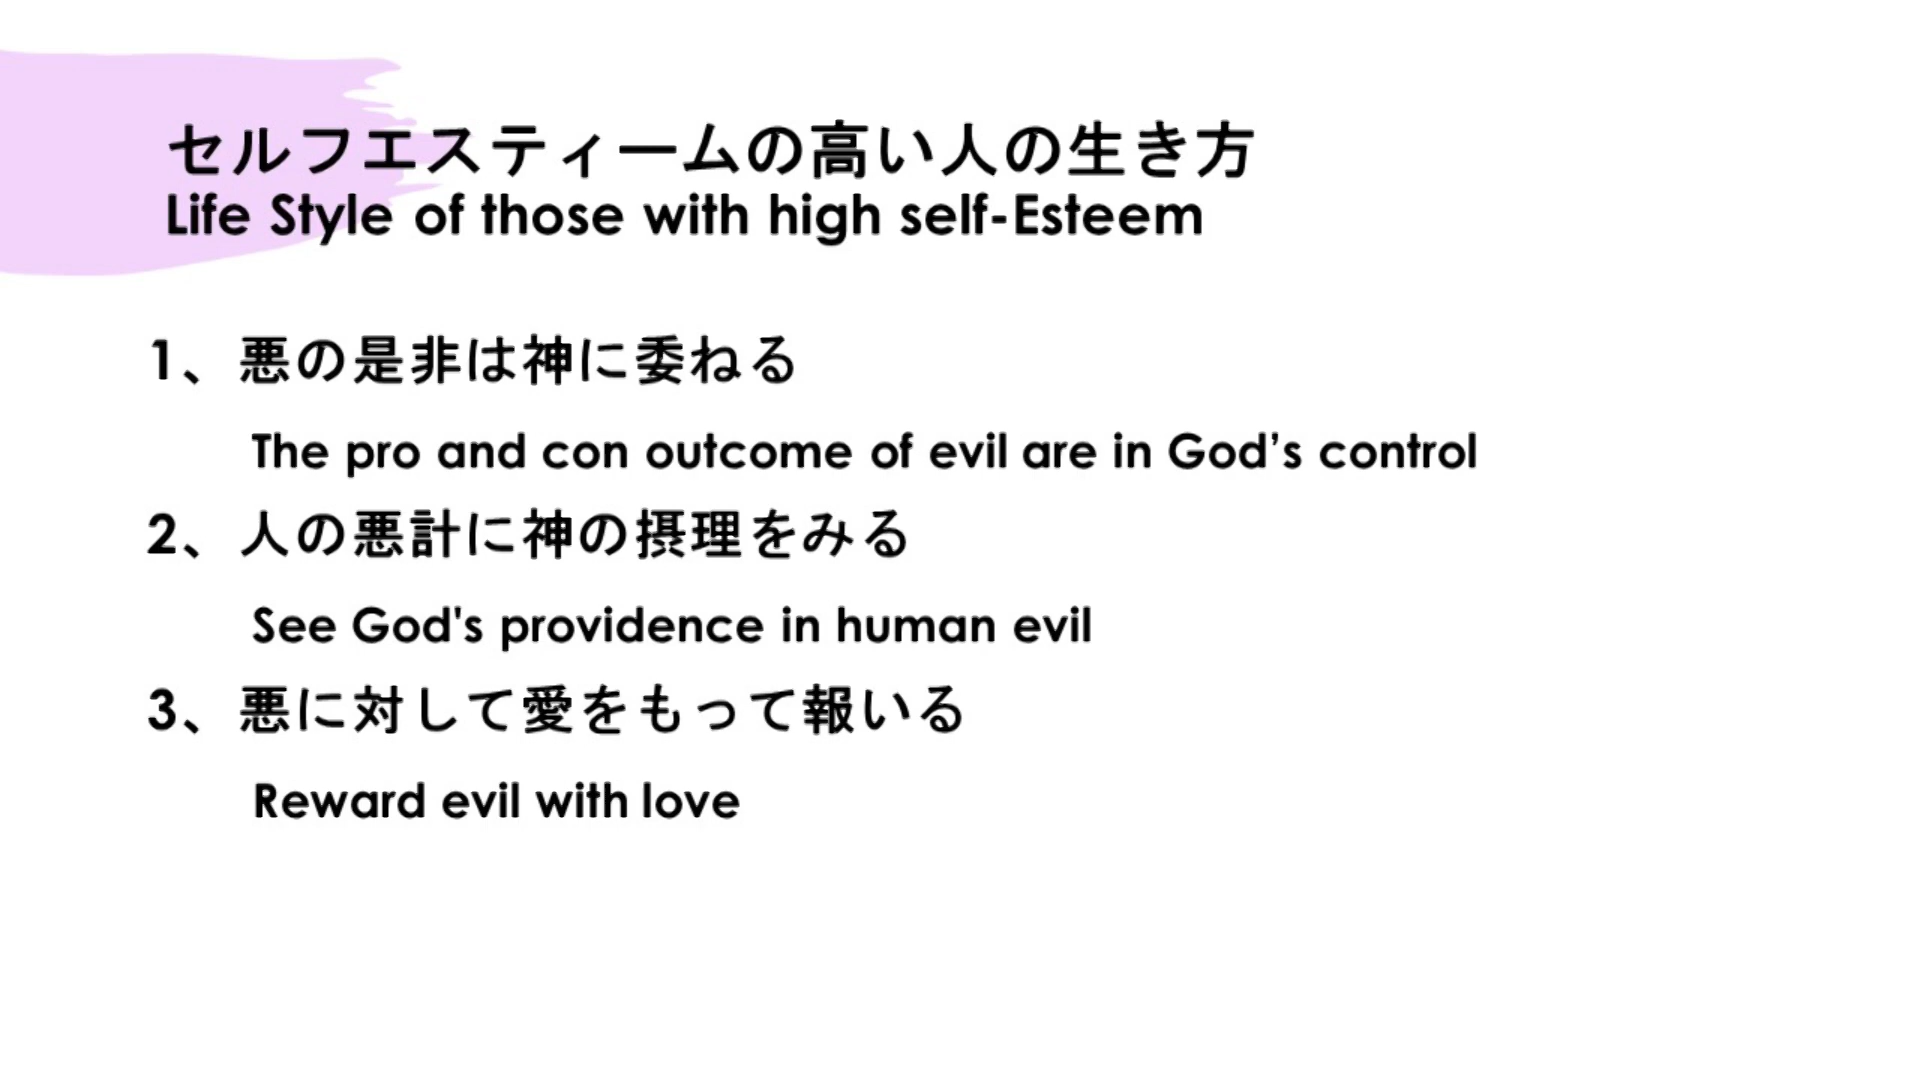 セルフエスティームの高い人の生き方
Life Style of those with high self-Esteem
1、悪の是非は神に委ねる
The pro and con outcome of evil are in God’s control
2、人の悪計に神の摂理をみる
See God's providence in human evil
3、悪に対して愛をもって報いる
Reward evil with love